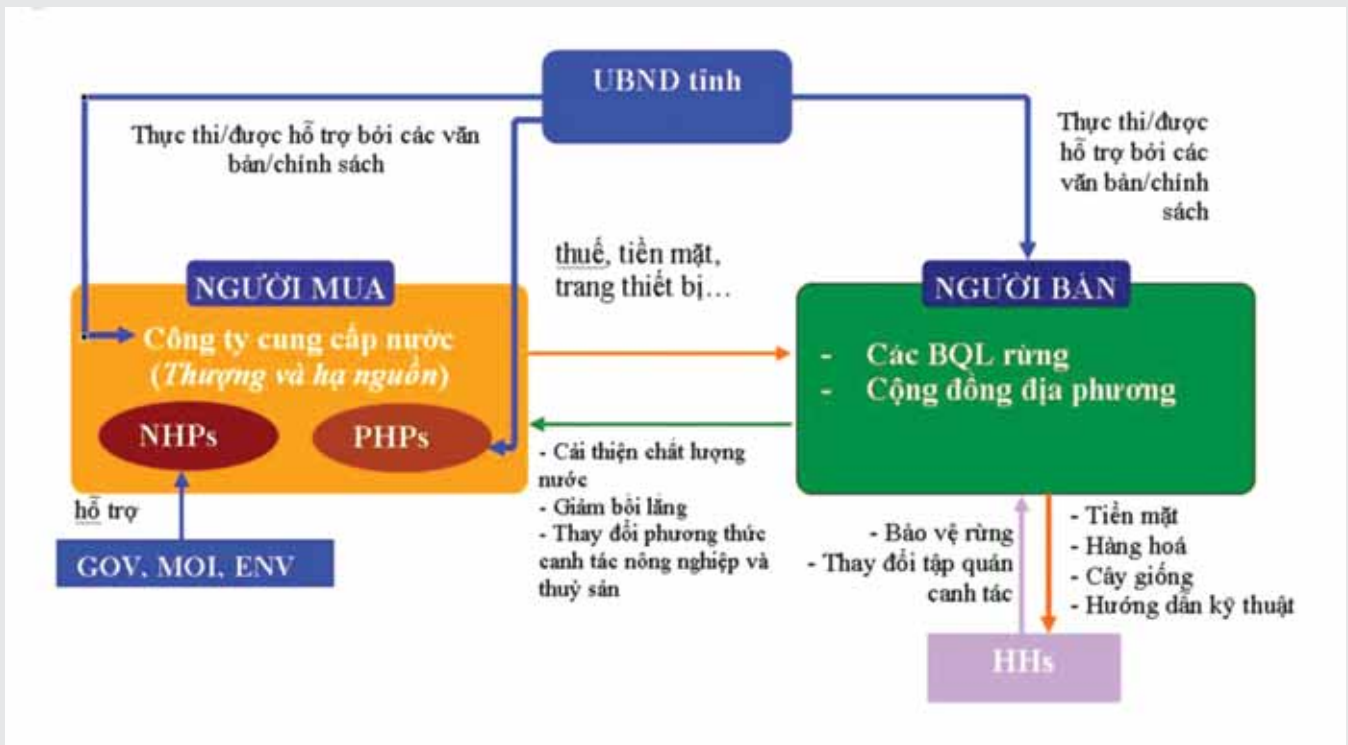 UBND tỉnh
Thực thi/được hỗ trợ bởi các văn
bản/chính sách
Thực thi/được
hỗ trợ bởi các
văn bản/chính
sách
thuế, tiền mặt,
trang thiết bị...
NGƯỜI MUA
Công ty cung cấp nước
(Thượng và hạ nguồn)
NHPs
PHPs
hỗ trợ
GOV, MOI, ENV
NGƯỜI BÁN
- Các BQL rừng
- Cộng đồng địa phương
- Cải thiện chất lượng
nước
- Giảm bồi lắng
- Thay đổi phương thức
canh tác nông nghiệp và
thuỷ sản
- Bảo vệ rừng
- Thay đổi tập quán
canh tác
- Tiền mặt
- Hàng hoá
- Cây giống
- Hướng dẫn kỹ thuật
HHs